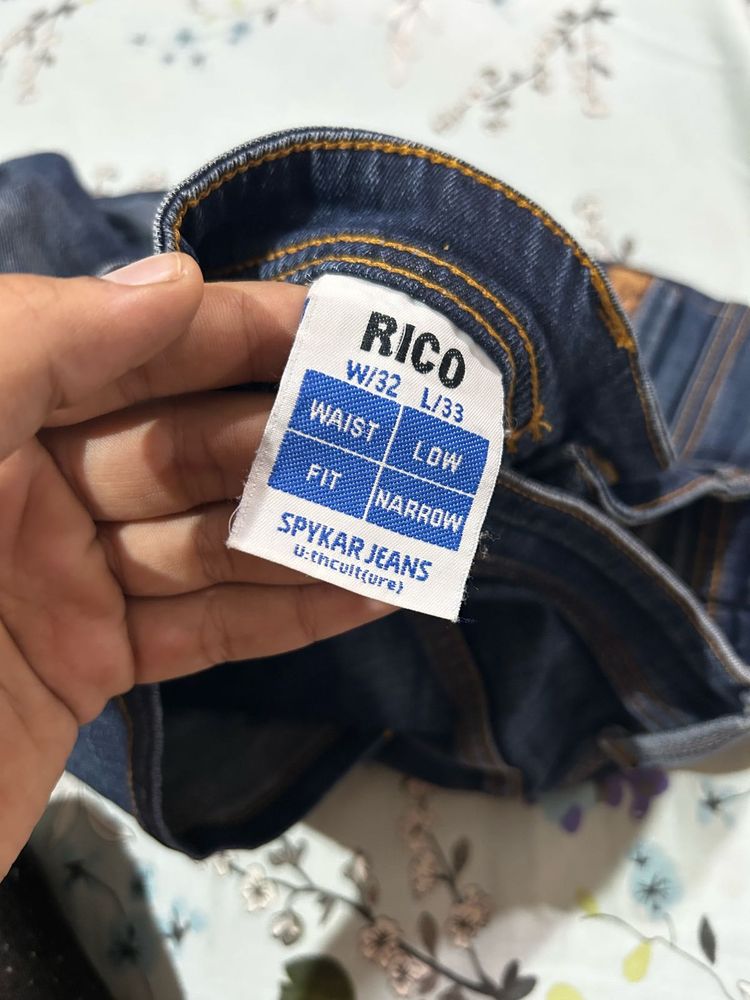 RICO
W/32 L/33
WAIST LOW
FIT NARROW
SPYKAR JEANS
u:thcult(ure)